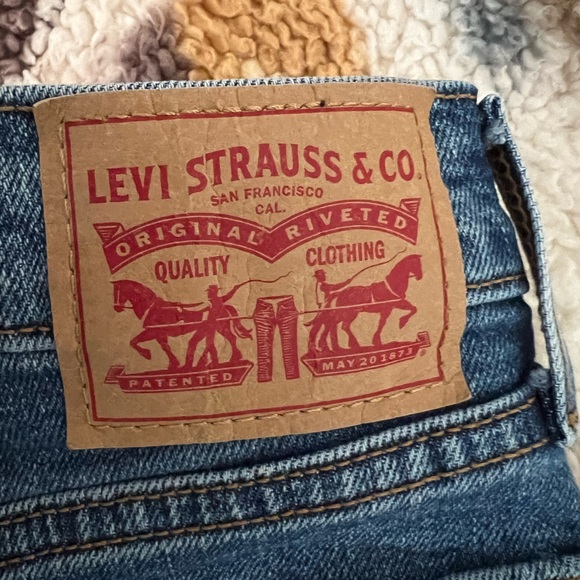 LEVI STRAUSS & CO.
SAN FRANCISCO
CAL.
ORIGINAL RIVETED
QUALITY CLOTHING
PATENTED MAY 20 1873 ®